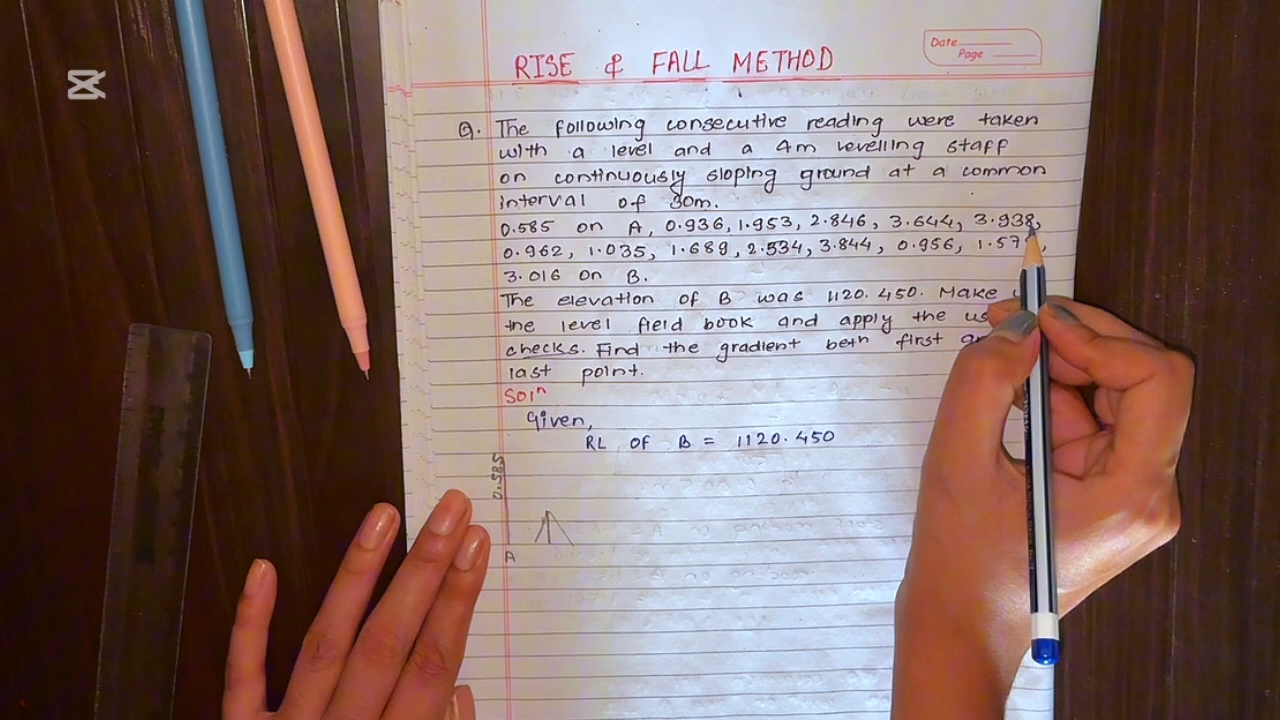 RISE & FALL METHOD
Date
Page
Q. The following consecutive reading were taken
with a level and a 4m levelling staff
on continuously sloping ground at a common
interval of 30m.
0.585 on A, 0.936, 1.953, 2.846, 3.644, 3.938,
0.962, 1.035, 1.689, 2.534, 3.844, 0.956, 1.57
3.016 on B.
The elevation of B was 1120.450. Make
the level field book and apply the
checks. Find the gradient betn first
last point.
Soln
Given,
RL OF B = 1120.450
0.585
A